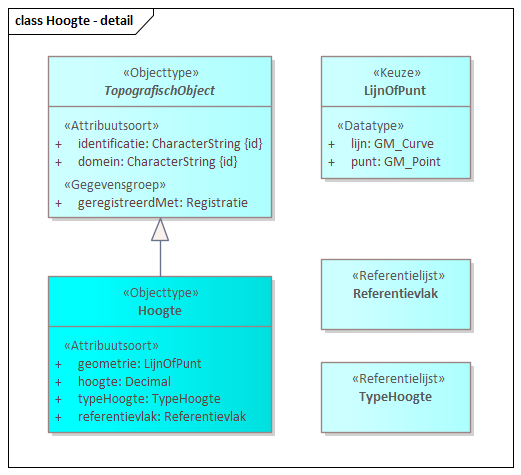 class Hoogte - detail
«Objecttype»
TopografischObject
«Attribuutsoort»
+ identificatie: CharacterString {id}
+ domein: CharacterString {id}
«Gegevensgroep»
+ geregistreerdMet: Registratie
«Keuze»
LijnOfPunt
«Datatype»
+ lijn: GM_Curve
+ punt: GM_Point
«Objecttype»
Hoogte
«Attribuutsoort»
+ geometrie: LijnOfPunt
+ hoogte: Decimal
+ typeHoogte: TypeHoogte
+ referentievlak: Referentievlak
«Referentielijst»
Referentievlak
«Referentielijst»
TypeHoogte